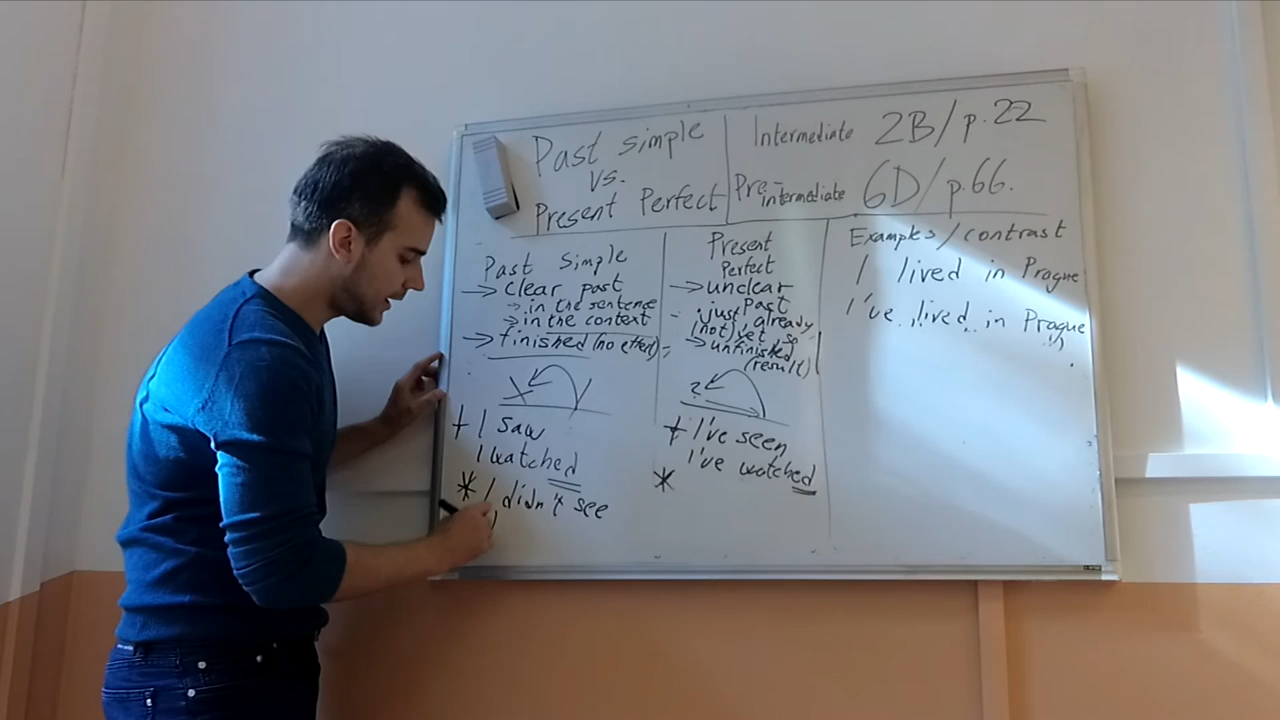 Past simple
vs.
Present Perfect
Intermediate 2B/p.22
Pre-intermediate 6D/p.66.
Past Simple
→ clear past
→ in the sentence
→ in the context
→ finished (no effect)
X
+ I saw
I watched
* I didn't see
I
Present
Perfect
→ unclear
Past
just, already
(not) yet, so
→ unfinished
(result)
?
+ I've seen
I've watched
*
Examples/contrast
I lived in Prague
I've lived in Prague